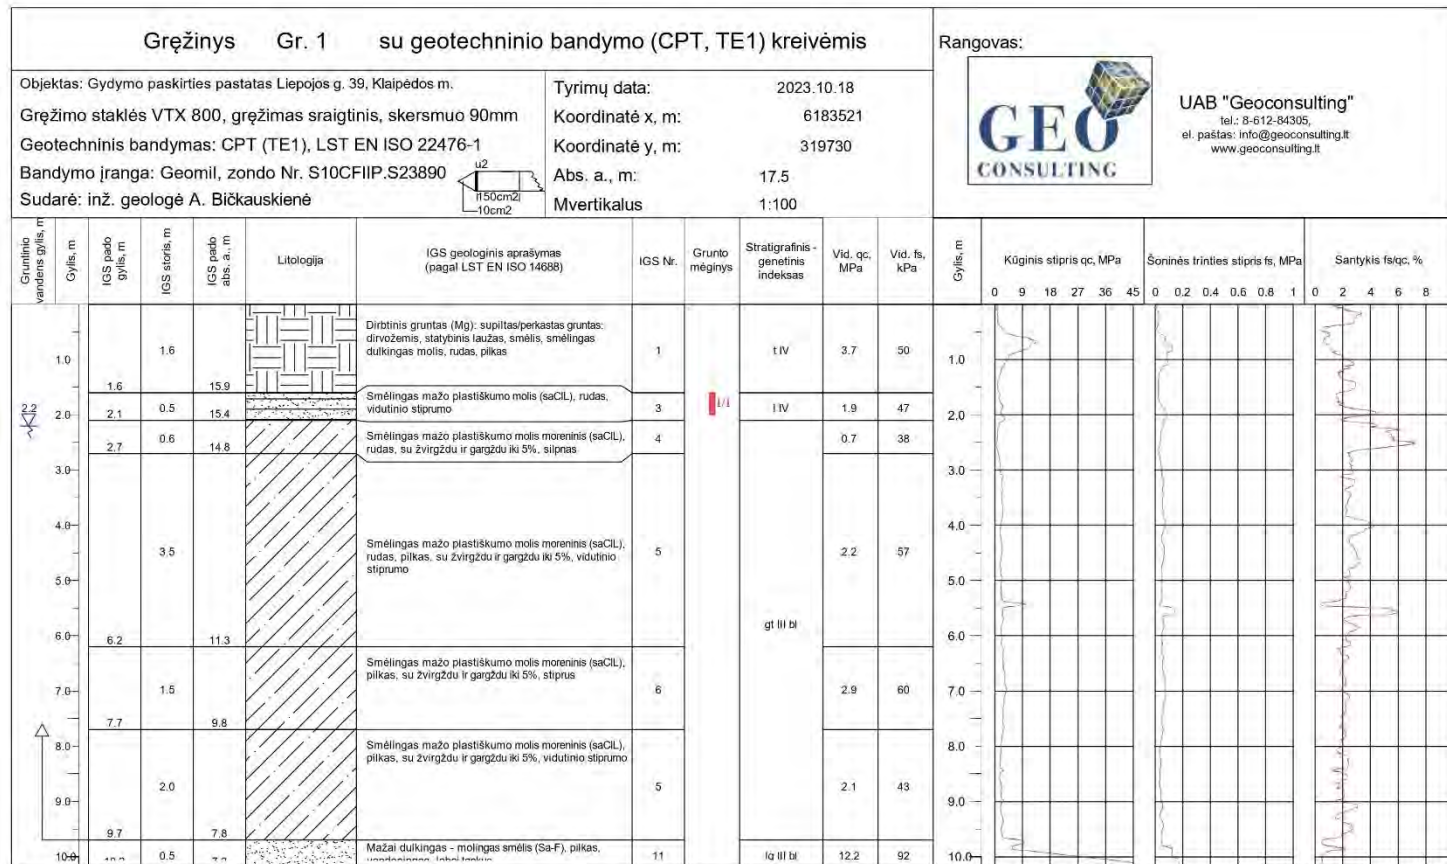 Gręžinys Gr. 1 su geotechninio bandymo (CPT, TE1) kreivėmis
Objektas: Gydymo paskirties pastatas Liepojos g. 39, Klaipėdos m.
Gręžimo staklės VTX 800, gręžimas sraigtinis, skersmuo 90mm
Geotechninis bandymas: CPT (TE1), LST EN ISO 22476-1
Bandymo įranga: Geomil, zondo Nr. S10CFIIP.S23890
Sudarė: inž. geologė A. Bičkauskienė
u2
150cm2
10cm2
Tyrimų data: 2023.10.18
Koordinatė x, m: 6183521
Koordinatė y, m: 319730
Abs. a., m: 17.5
Mvertikalus 1:100
Rangovas:
GEO
CONSULTING
UAB "Geoconsulting"
tel.: 8-612-84305,
el. paštas: info@geoconsulting.lt
www.geoconsulting.lt
Gruntinio vandens gylis, m
Gylis, m
IGS pado gylis, m
IGS storis, m
IGS pado abs. a., m
Litologija
IGS geologinis aprašymas
(pagal LST EN ISO 14688)
IGS Nr.
Grunto mėginys
Stratigrafinis - genetinis indeksas
Vid. qc, MPa
Vid. fs, kPa
Gylis, m
Kūginis stipris qc, MPa
0 9 18 27 36 45
Šoninės trinties stipris fs, MPa
0 0.2 0.4 0.6 0.8 1
Santykis fs/qc, %
0 2 4 6 8
2.2
1.0
2.0
3.0
4.0
5.0
6.0
7.0
8.0
9.0
10.0
1.6 1.6 15.9
Dirbtinis gruntas (Mg): supiltas/perkastas gruntas:
dirvožemis, statybinis laužas, smėlis, smėlingas
dulkingas molis, rudas, pilkas
1 t IV 3.7 50
2.1 0.5 15.4
Smėlingas mažo plastiškumo molis (saCIL), rudas,
vidutinio stiprumo
3 1/1 l IV 1.9 47
2.7 0.6 14.8
Smėlingas mažo plastiškumo molis moreninis (saCIL),
rudas, su žvirgždu ir gargždu iki 5%, silpnas
4 0.7 38
6.2 3.5 11.3
Smėlingas mažo plastiškumo molis moreninis (saCIL),
rudas, pilkas, su žvirgždu ir gargždu iki 5%, vidutinio
stiprumo
5 gt III bl 2.2 57
7.7 1.5 9.8
Smėlingas mažo plastiškumo molis moreninis (saCIL),
pilkas, su žvirgždu ir gargždu iki 5%, stiprus
6 2.9 60
9.7 2.0 7.8
Smėlingas mažo plastiškumo molis moreninis (saCIL),
pilkas, su žvirgždu ir gargždu iki 5%, vidutinio stiprumo
5 2.1 43
0.5
Mažai dulkingas - molingas smėlis (Sa-F), pilkas,
11 lg III bl 12.2 92
1.0
2.0
3.0
4.0
5.0
6.0
7.0
8.0
9.0
10.0